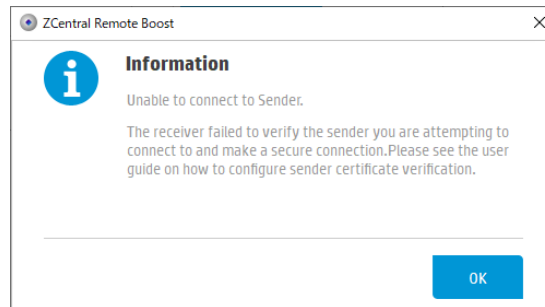 ZCentral Remote Boost
Information
Unable to connect to Sender.
The receiver failed to verify the sender you are attempting to
connect to and make a secure connection.Please see the user
guide on how to configure sender certificate verification.
OK